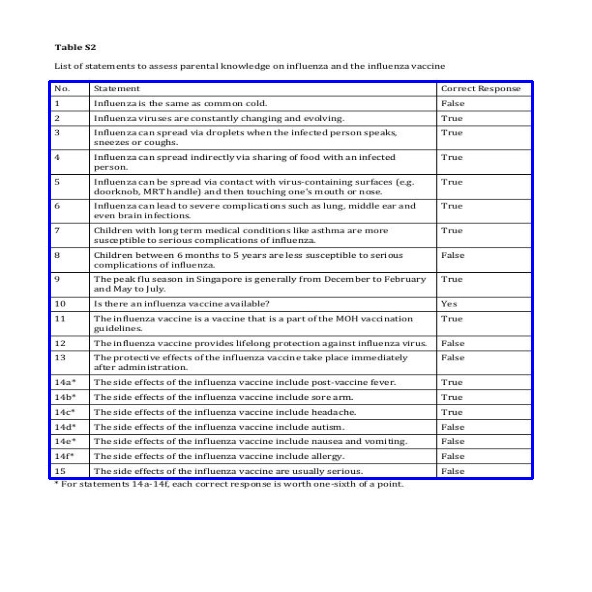 Table S2
List of statements to assess parental knowledge on influenza and the influenza vaccine
No. Statement Correct Response
1 Influenza is the same as common cold. False
2 Influenza viruses are constantly changing and evolving. True
3 Influenza can spread via droplets when the infected person speaks, True
sneezes or coughs.
4 Influenza can spread indirectly via sharing of food with an infected True
person.
5 Influenza can be spread via contact with virus-containing surfaces (e.g. True
doorknob, MRT handle) and then touching one's mouth or nose.
6 Influenza can lead to severe complications such as lung, middle ear and True
even brain infections.
7 Children with long term medical conditions like asthma are more True
susceptible to serious complications of influenza.
8 Children between 6 months to 5 years are less susceptible to serious False
complications of influenza.
9 The peak flu season in Singapore is generally from December to February True
and May to July.
10 Is there an influenza vaccine available? Yes
11 The influenza vaccine is a vaccine that is a part of the MOH vaccination True
guidelines.
12 The influenza vaccine provides lifelong protection against influenza virus. False
13 The protective effects of the influenza vaccine take place immediately False
after administration.
14a* The side effects of the influenza vaccine include post-vaccine fever. True
14b* The side effects of the influenza vaccine include sore arm. True
14c* The side effects of the influenza vaccine include headache. True
14d* The side effects of the influenza vaccine include autism. False
14e* The side effects of the influenza vaccine include nausea and vomiting. False
14f* The side effects of the influenza vaccine include allergy. False
15 The side effects of the influenza vaccine are usually serious. False
* For statements 14a-14f, each correct response is worth one-sixth of a point.